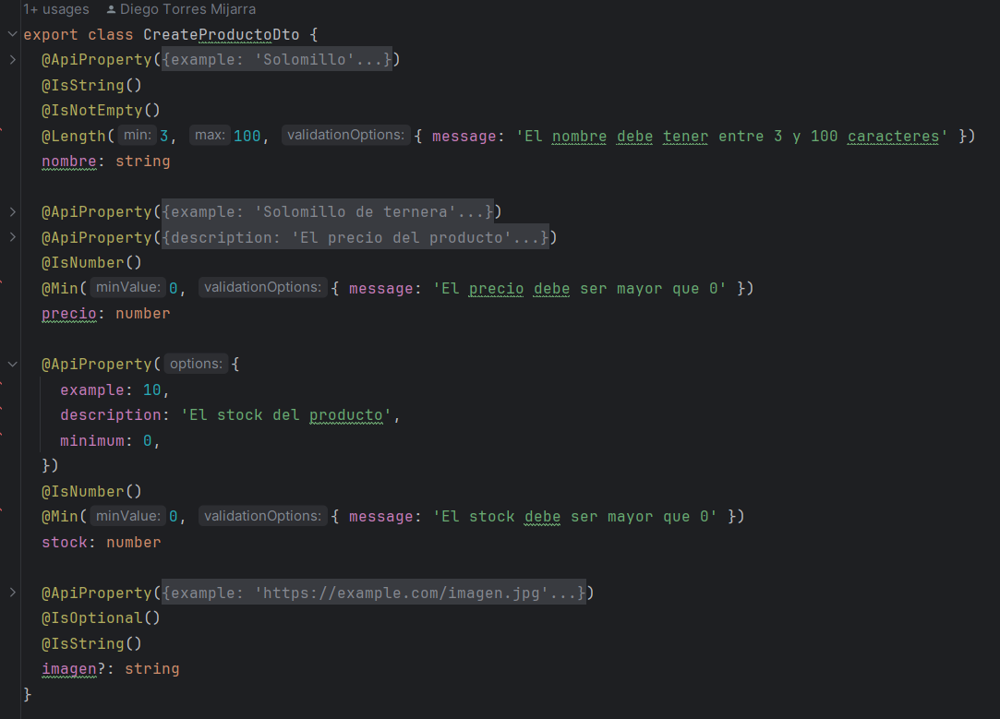 1+ usages Diego Torres Mijarra
export class CreateProductoDto {
@ApiProperty({example: 'Solomillo'...})
@IsString()
@IsNotEmpty()
@Length( min: 3, max: 100, validationOptions: { message: 'El nombre debe tener entre 3 y 100 caracteres' })
nombre: string
@ApiProperty({example: 'Solomillo de ternera'...})
@ApiProperty({description: 'El precio del producto'...})
@IsNumber()
@Min( minValue: 0, validationOptions: { message: 'El precio debe ser mayor que 0' })
precio: number
@ApiProperty( options: {
example: 10,
description: 'El stock del producto',
minimum: 0,
})
@IsNumber()
@Min( minValue: 0, validationOptions: { message: 'El stock debe ser mayor que 0' })
stock: number
@ApiProperty({example: 'https://example.com/imagen.jpg'...})
@IsOptional()
@IsString()
imagen?: string
}